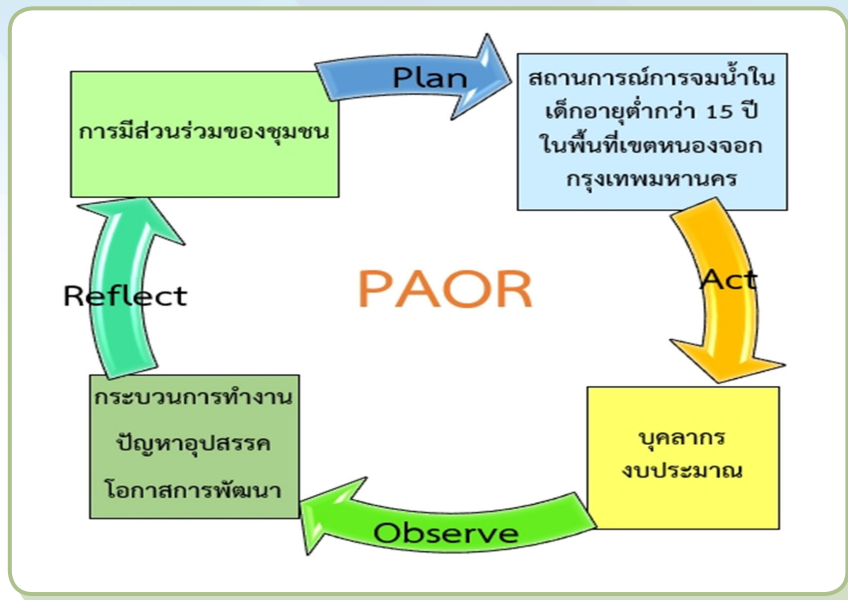 Plan
การมีส่วนร่วมของชุมชน
สถานการณ์การจมน้ำใน
เด็กอายุต่ำกว่า 15 ปี
ในพื้นที่เขตหนองจอก
กรุงเทพมหานคร
Act
PAOR
Reflect
กระบวนการทำงาน
ปัญหาอุปสรรค
โอกาสการพัฒนา
บุคลากร
งบประมาณ
Observe